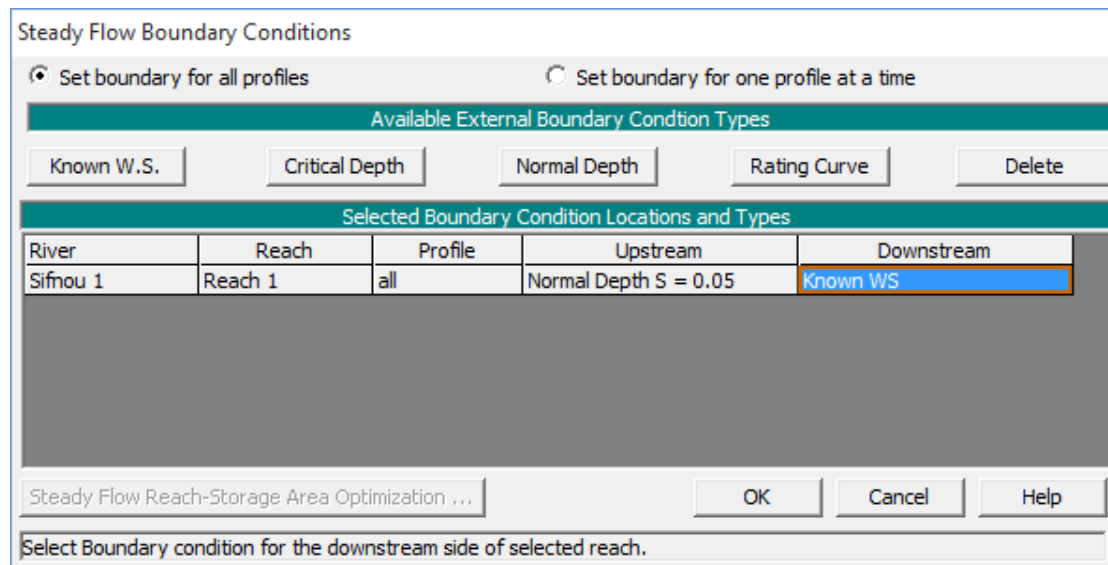 Steady Flow Boundary Conditions
Set boundary for all profiles Set boundary for one profile at a time
Available External Boundary Condtion Types
Known W.S. Critical Depth Normal Depth Rating Curve Delete
Selected Boundary Condition Locations and Types
River Reach Profile Upstream Downstream
Sifnou 1 Reach 1 all Normal Depth S = 0.05 Known WS
Steady Flow Reach-Storage Area Optimization ... OK Cancel Help
Select Boundary condition for the downstream side of selected reach.